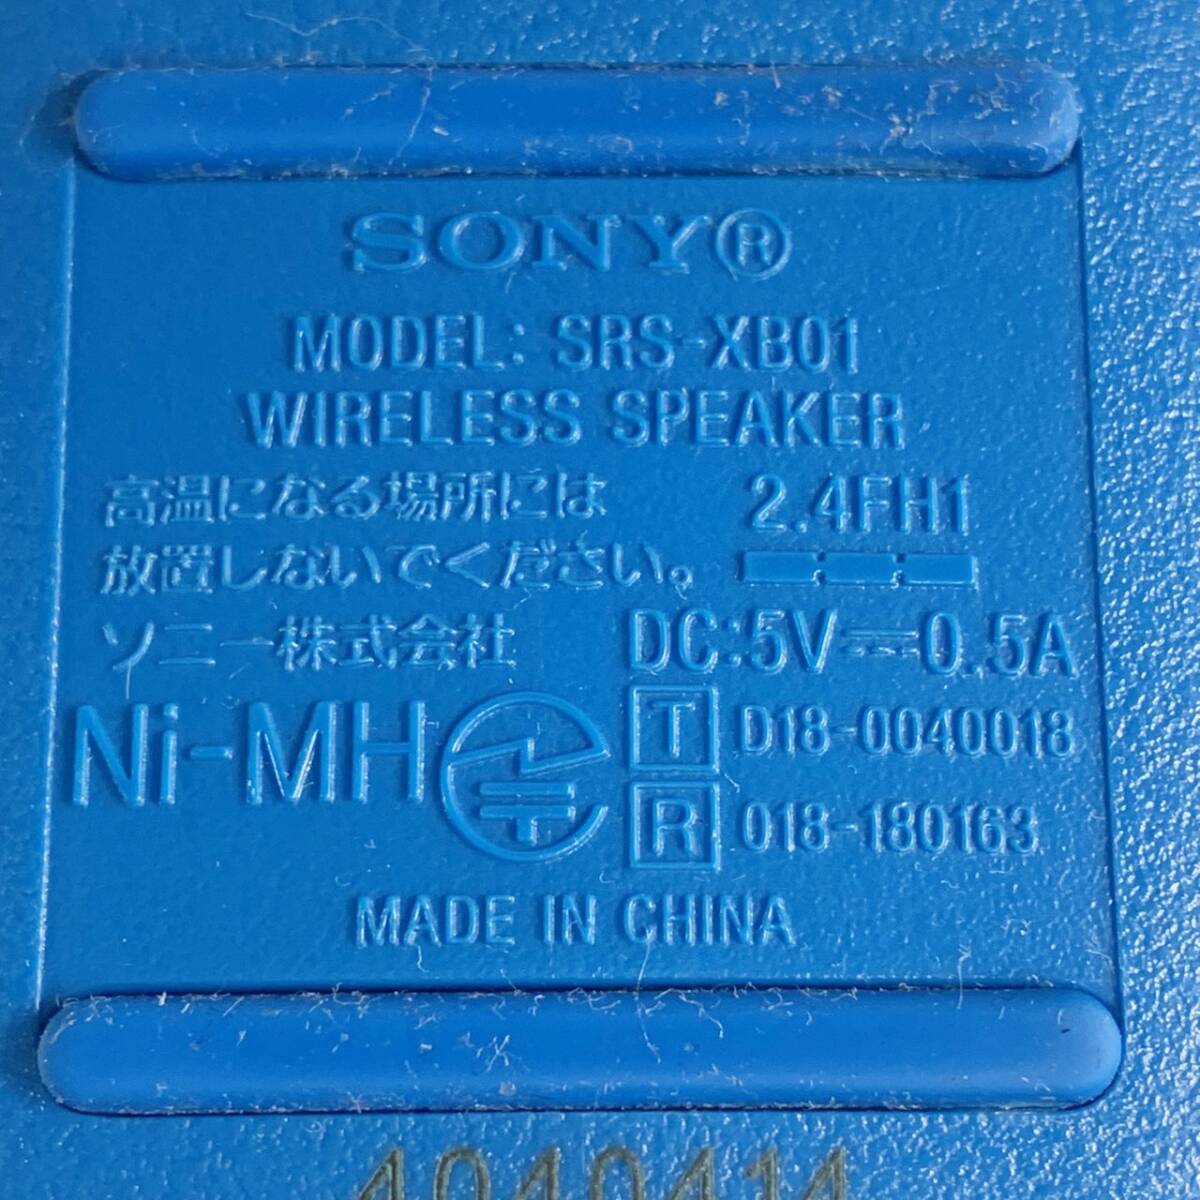 SONY®
MODEL: SRS-XB01
WIRELESS SPEAKER
高温になる場所には
放置しないでください。
2.4FH1
ソニー株式会社
DC:5V⎓0.5A
Ni-MH
T D18-0040018
R 018-180163
MADE IN CHINA